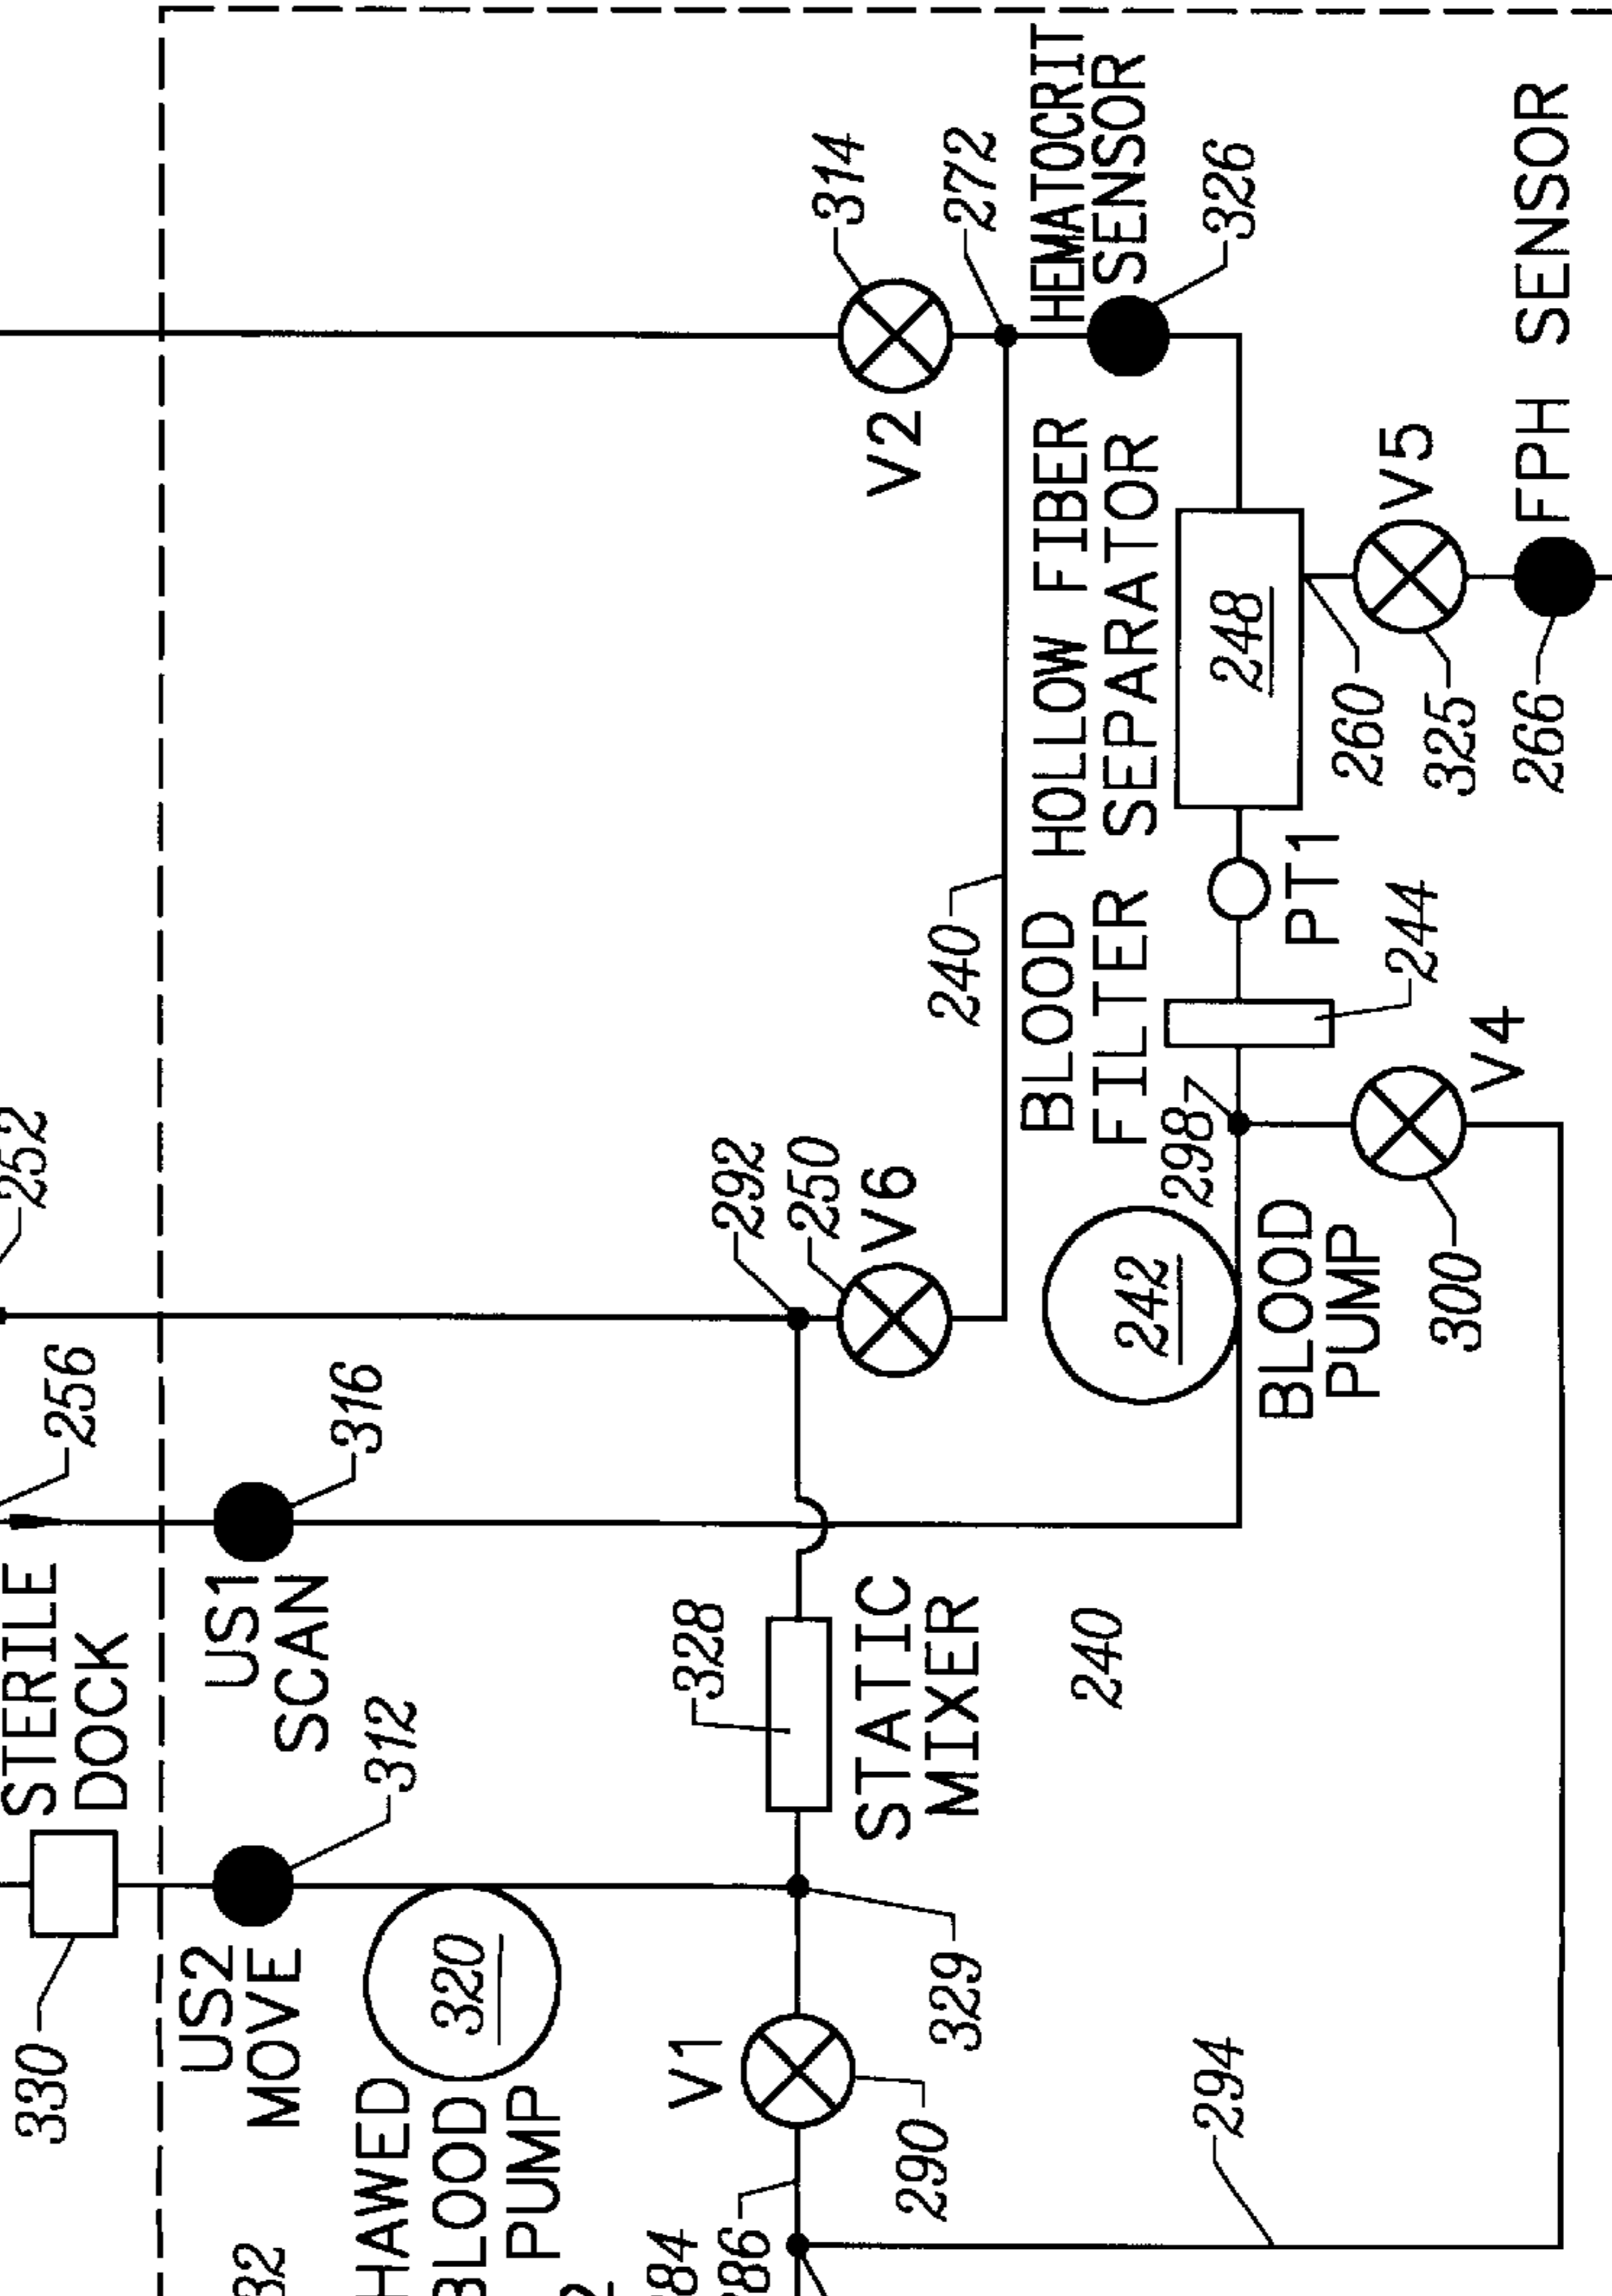 HEMATOCRIT
SENSOR
314
272
326
FPH SENSOR
V2
V5
HOLLOW FIBER
SEPARATOR
248
260
325
266
240
BLOOD
FILTER
PT1
244
V4
298
252
292
250
V6
242
BLOOD
PUMP
300
256
316
STERILE
DOCK
US1
SCAN
312
328
STATIC
MIXER
240
330
US2
MOVE
320
329
V1
290
294
BLOOD
PUMP